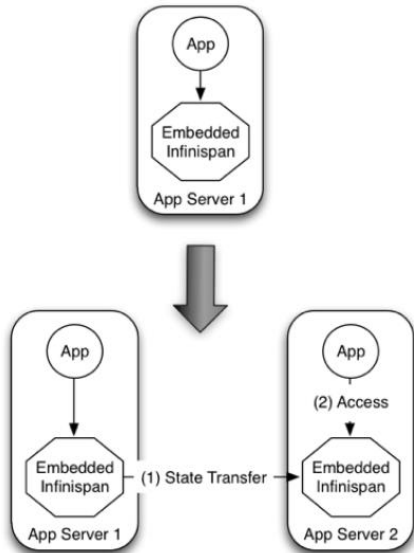 App
Embedded
Infinispan
App Server 1
App
App
(2) Access
Embedded
Infinispan
(1) State Transfer
Embedded
Infinispan
App Server 1
App Server 2